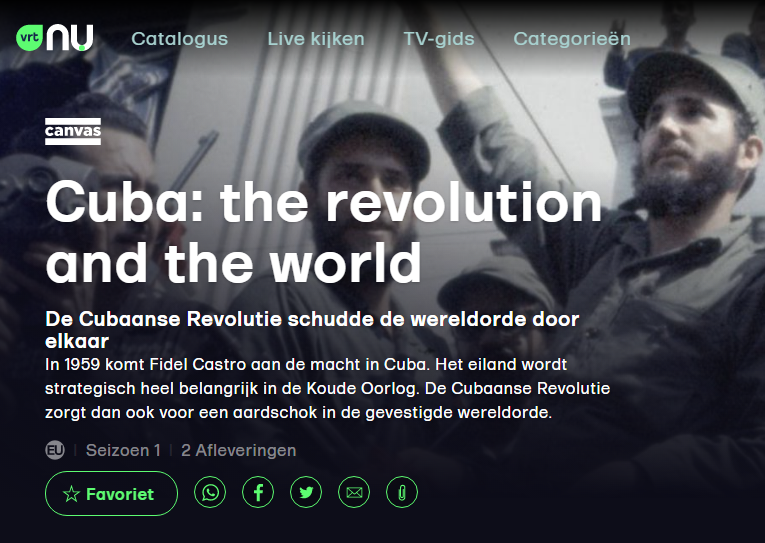 vrt nu Catalogus Live kijken TV-gids Categorieën
canvas
Cuba: the revolution
and the world
De Cubaanse Revolutie schudde de wereldorde door
elkaar
In 1959 komt Fidel Castro aan de macht in Cuba. Het eiland wordt
strategisch heel belangrijk in de Koude Oorlog. De Cubaanse Revolutie
zorgt dan ook voor een aardschok in de gevestigde wereldorde.
EU Seizoen 1 2 Afleveringen
Favoriet